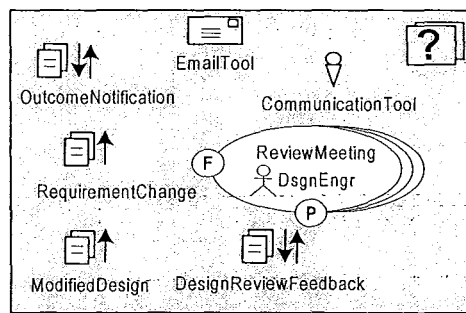 ?
EmailTool
OutcomeNotification
CommunicationTool
F
ReviewMeeting
DsgnEngr
RequirementChange
P
ModifiedDesign
DesignReviewFeedback